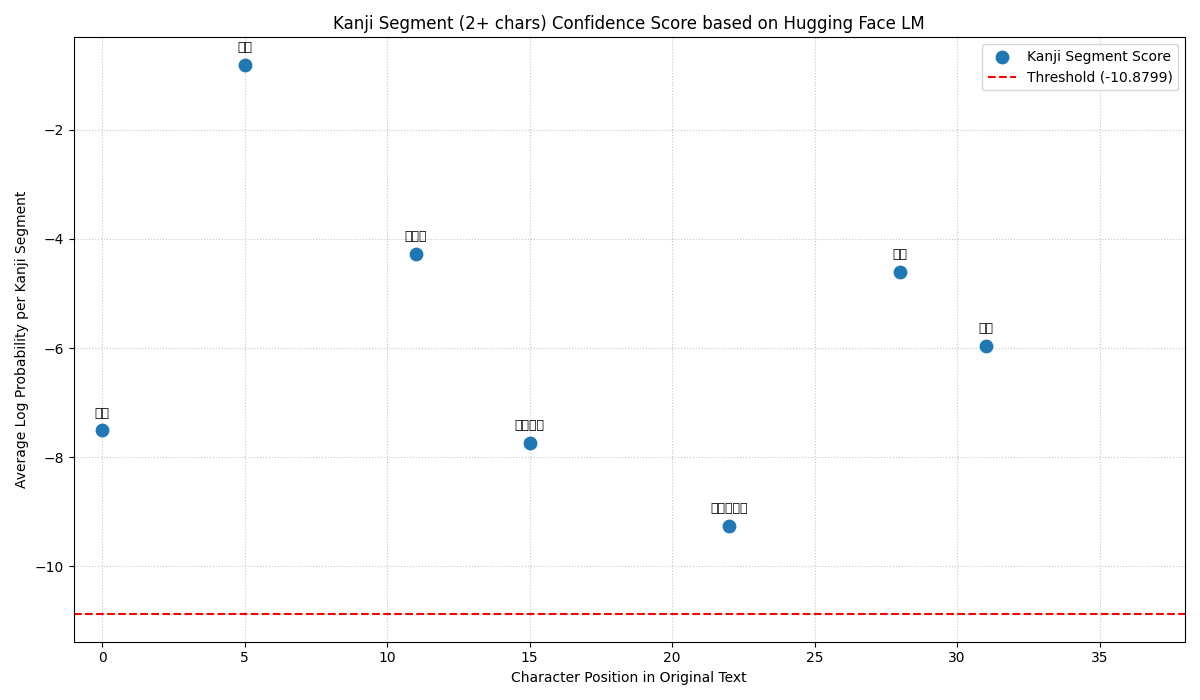 Kanji Segment (2+ chars) Confidence Score based on Hugging Face LM
Kanji Segment Score
Threshold (-10.8799)
Average Log Probability per Kanji Segment
−2
−4
−6
−8
−10
0 5 10 15 20 25 30 35
Character Position in Original Text